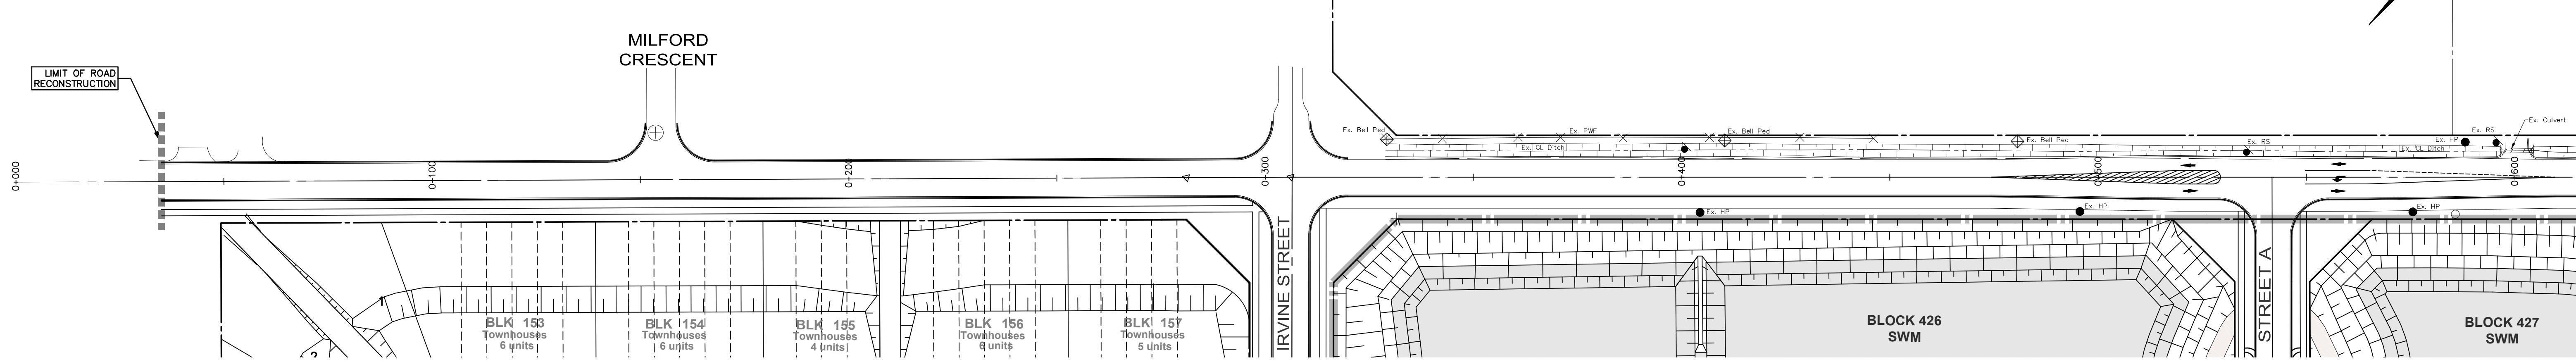 MILFORD
CRESCENT
LIMIT OF ROAD
RECONSTRUCTION
0+000
0+100
0+200
0+300
0+400
0+500
0+600
Ex. Bell Ped
Ex. PWF
Ex. CL Ditch
Ex. Bell Ped
Ex. Bell Ped
Ex. RS
Ex. HP
Ex. RS
Ex. Culvert
Ex. CL Ditch
Ex. HP
Ex. HP
Ex. HP
IRVINE STREET
STREET A
1
2
BLK 153
Townhouses
6 units
BLK 154
Townhouses
6 units
BLK 155
Townhouses
4 units
BLK 156
Townhouses
6 units
BLK 157
Townhouses
5 units
BLOCK 426
SWM
BLOCK 427
SWM